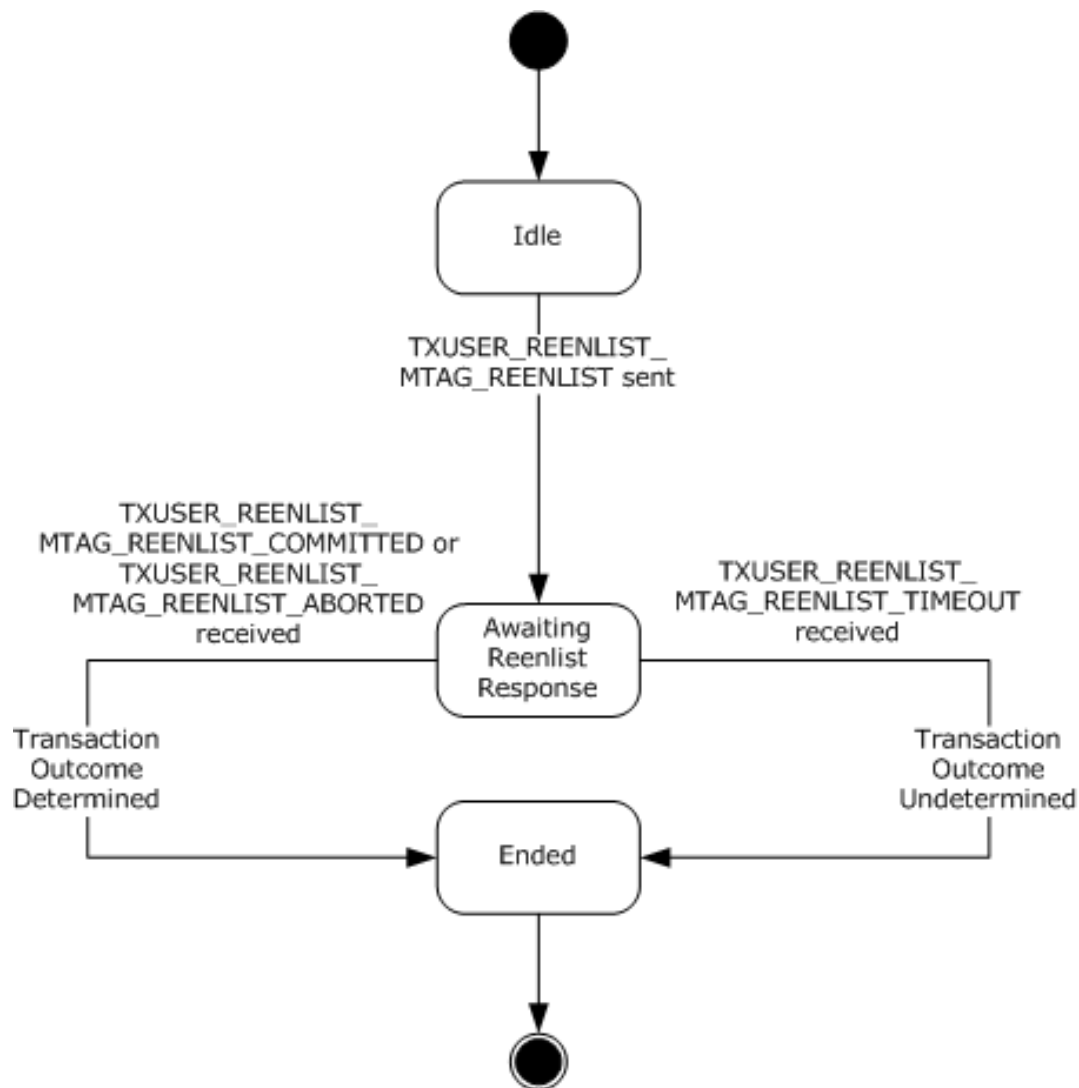 Idle
TXUSER_REENLIST_
MTAG_REENLIST sent
TXUSER_REENLIST_
MTAG_REENLIST_COMMITTED or
TXUSER_REENLIST_
MTAG_REENLIST_ABORTED
received
Awaiting
Reenlist
Response
TXUSER_REENLIST_
MTAG_REENLIST_TIMEOUT
received
Transaction
Outcome
Determined
Transaction
Outcome
Undetermined
Ended